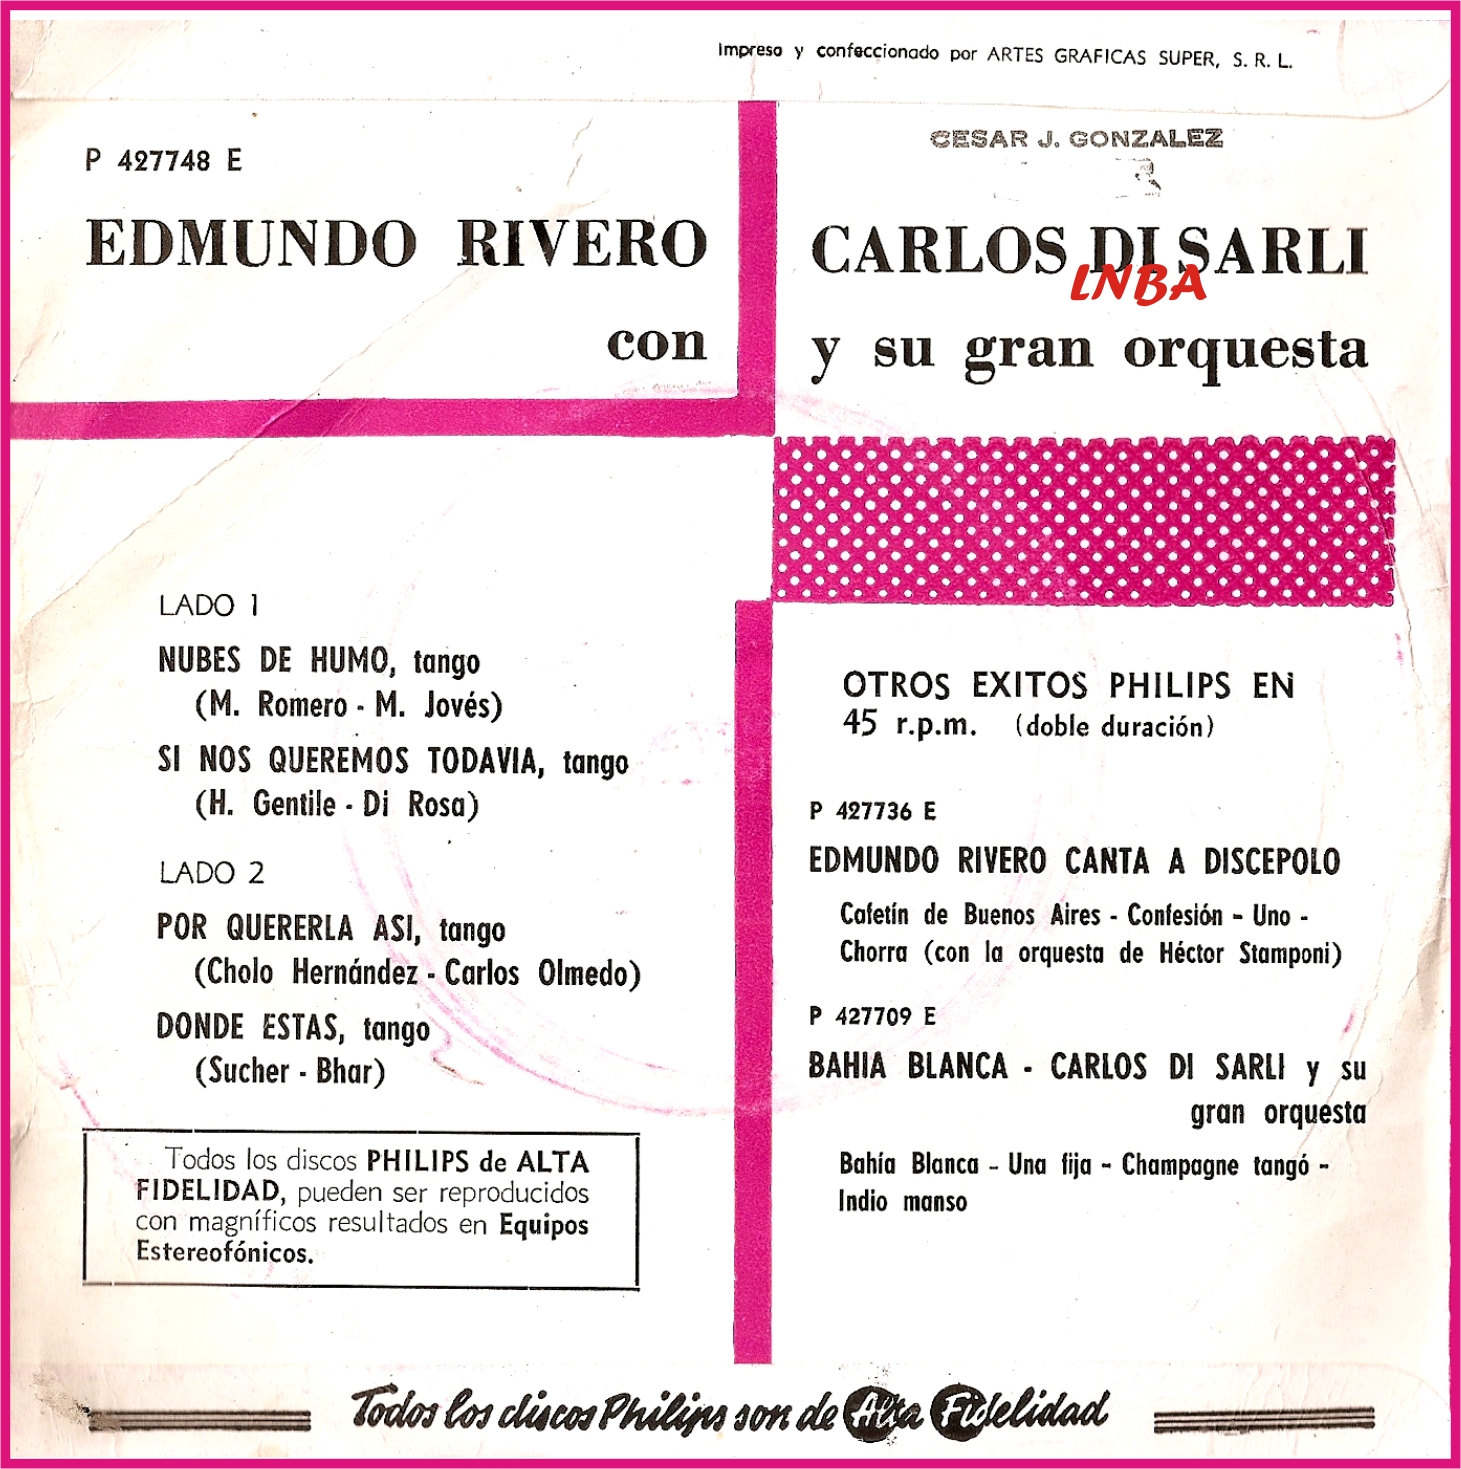 Impreso y confeccionado por ARTES GRAFICAS SUPER, S. R. L.
P 427748 E
EDMUNDO RIVERO
con
CESAR J. GONZALEZ
CARLOS DI SARLI
LNBA
y su gran orquesta
LADO 1
NUBES DE HUMO, tango
(M. Romero - M. Jovés)
SI NOS QUEREMOS TODAVIA, tango
(H. Gentile - Di Rosa)
LADO 2
POR QUERERLA ASI, tango
(Cholo Hernández - Carlos Olmedo)
DONDE ESTAS, tango
(Sucher - Bhar)
Todos los discos PHILIPS de ALTA
FIDELIDAD, pueden ser reproducidos
con magníficos resultados en Equipos
Estereofónicos.
OTROS EXITOS PHILIPS EN
45 r.p.m. (doble duración)
P 427736 E
EDMUNDO RIVERO CANTA A DISCEPOLO
Cafetín de Buenos Aires - Confesión - Uno -
Chorra (con la orquesta de Héctor Stamponi)
P 427709 E
BAHIA BLANCA - CARLOS DI SARLI y su
gran orquesta
Bahía Blanca - Una fija - Champagne tangó -
Indio manso
Todos los discos Philips son de Alta Fidelidad